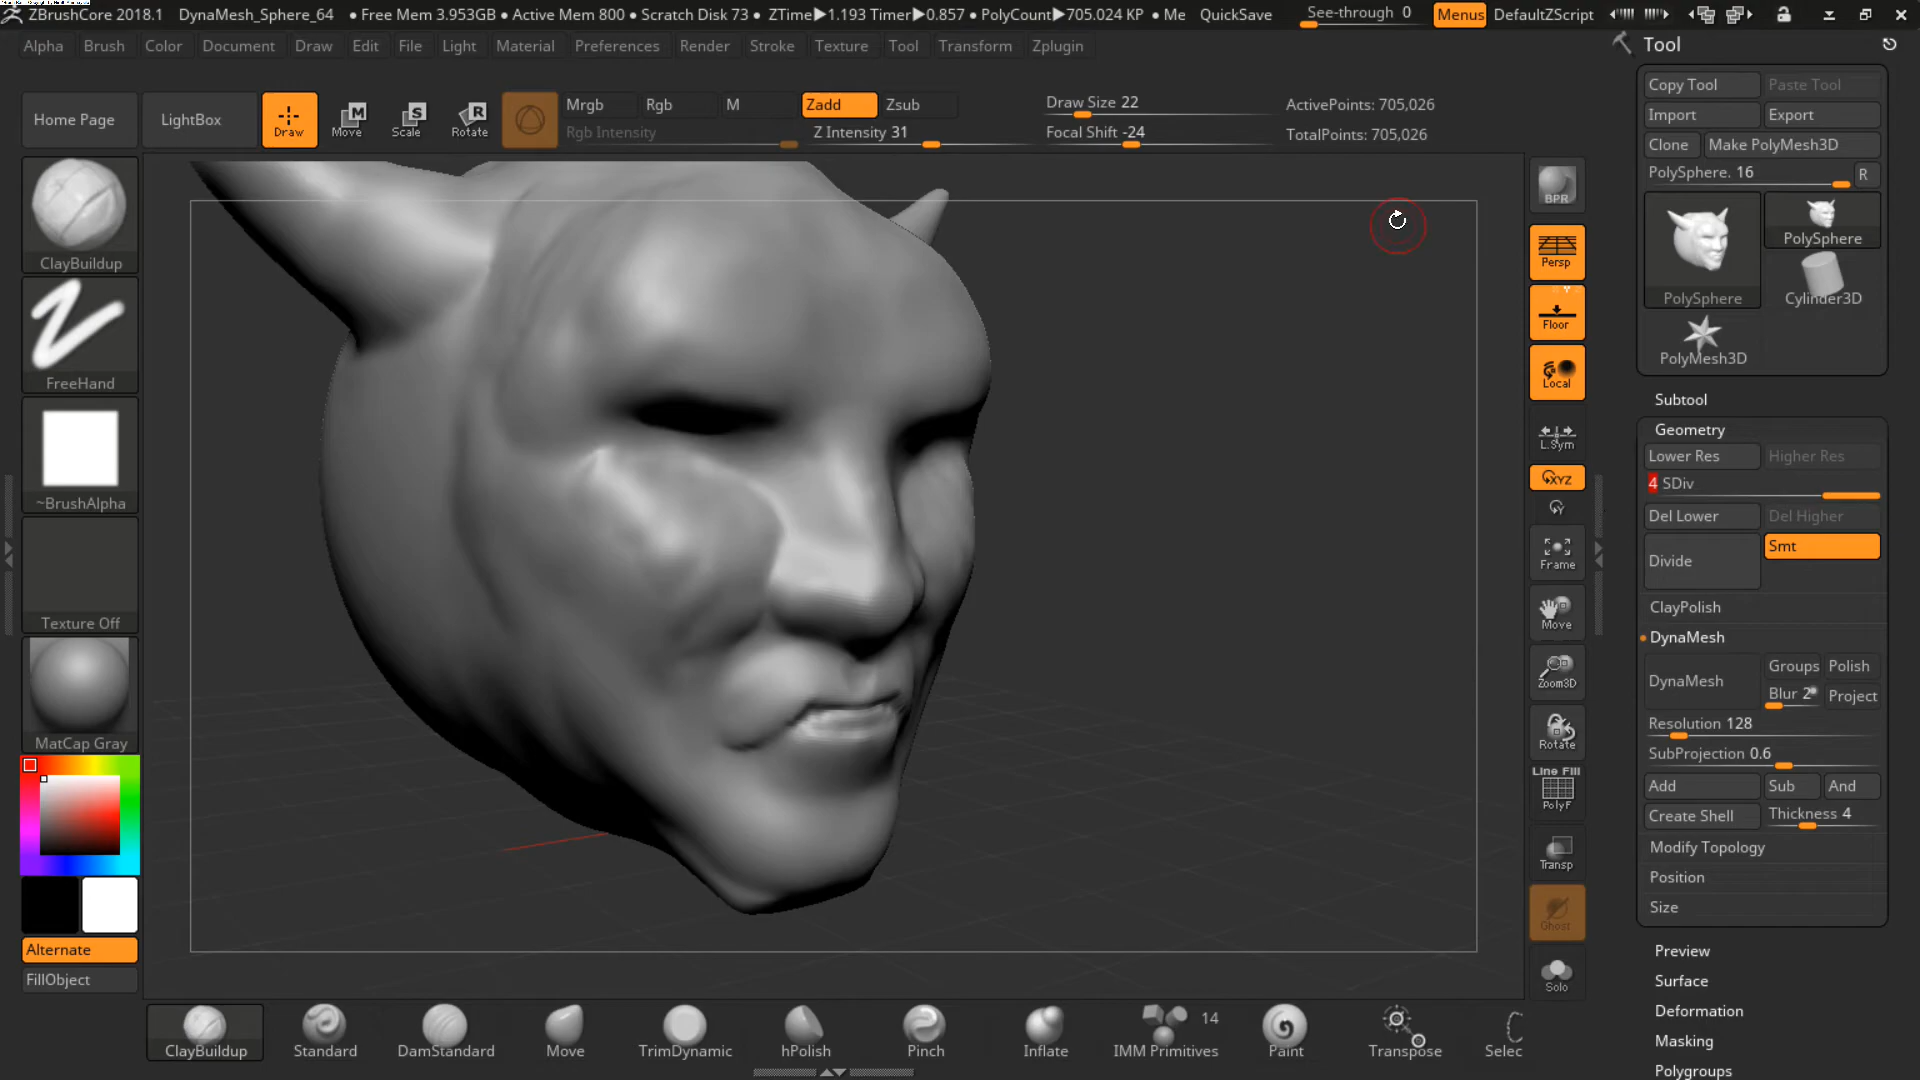 ZBrushCore 2018.1 DynaMesh_Sphere_64 • Free Mem 3.953GB • Active Mem 800 • Scratch Disk 73 • ZTime▶1.193 Timer▶0.857 • PolyCount▶705.024 KP • Me QuickSave See-through 0 Menus DefaultZScript
Alpha Brush Color Document Draw Edit File Light Material Preferences Render Stroke Texture Tool Transform Zplugin
Tool
Copy Tool Paste Tool
Import Export
Clone Make PolyMesh3D
PolySphere. 16 R
PolySphere PolySphere
Cylinder3D
PolyMesh3D
Home Page LightBox Draw Move Scale Rotate
Mrgb Rgb M Zadd Zsub
Rgb Intensity Z Intensity 31
Draw Size 22
Focal Shift -24
ActivePoints: 705,026
TotalPoints: 705,026
ClayBuildup
FreeHand
~BrushAlpha
Texture Off
MatCap Gray
Alternate
FillObject
BPR
Persp
Floor
Local
L.Sym
XYZ
Y
Frame
Move
Zoom3D
Rotate
Line Fill
PolyF
Transp
Ghost
Solo
Subtool
Geometry
Lower Res Higher Res
4 SDiv
Del Lower Del Higher
Divide Smt
ClayPolish
DynaMesh
DynaMesh Groups Polish
Blur 2 Project
Resolution 128
SubProjection 0.6
Add Sub And
Create Shell Thickness 4
Modify Topology
Position
Size
Preview
Surface
Deformation
Masking
Polygroups
ClayBuildup Standard DamStandard Move TrimDynamic hPolish Pinch Inflate IMM Primitives 14 Paint Transpose Selec